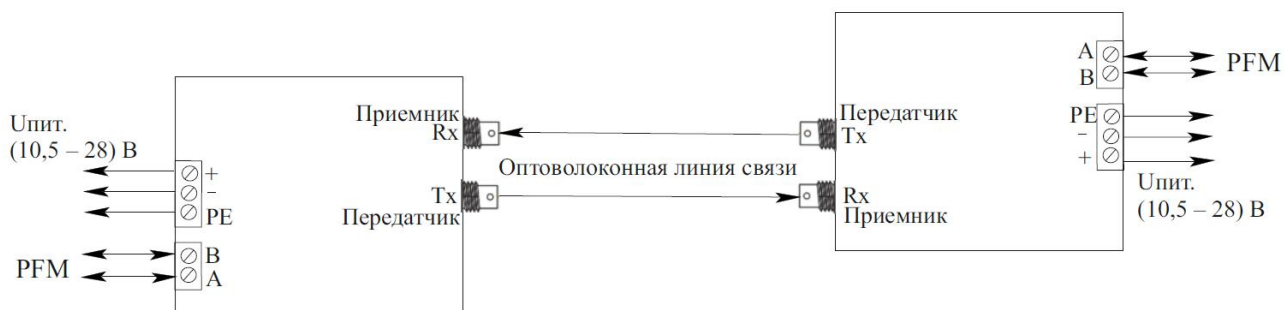 Uпит.
(10,5 – 28) В
+
–
PE
PFM
B
A
Приемник
Rx
Tx
Передатчик
Оптоволоконная линия связи
Передатчик
Tx
Rx
Приемник
A
B
PFM
PE
–
+
Uпит.
(10,5 – 28) В